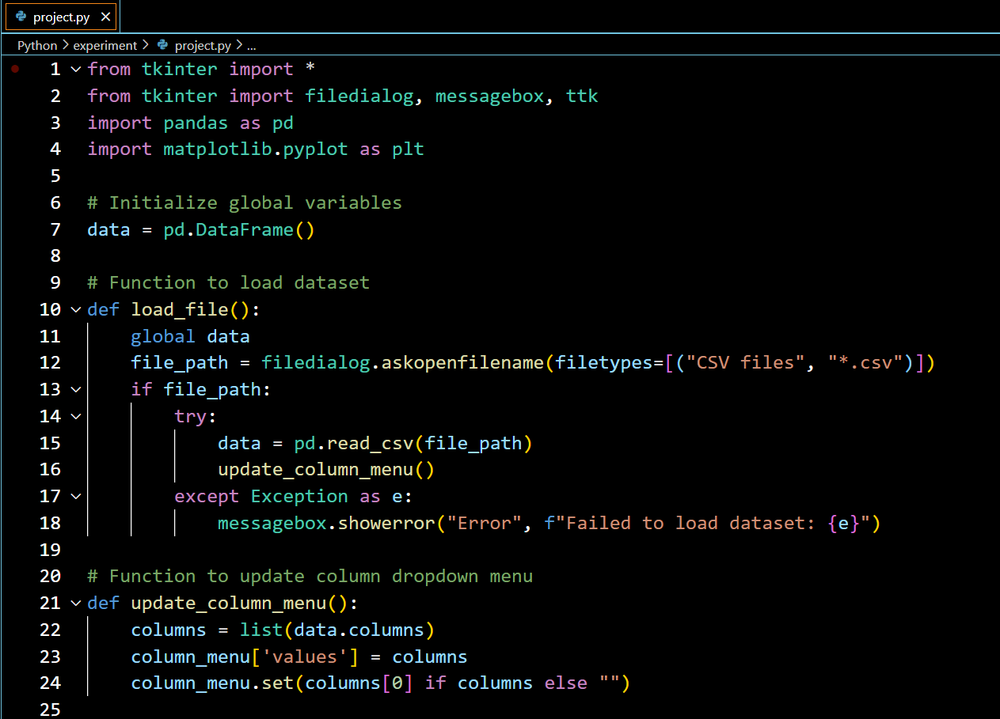 project.py ×
Python > experiment > project.py > ...
1 from tkinter import *
2 from tkinter import filedialog, messagebox, ttk
3 import pandas as pd
4 import matplotlib.pyplot as plt
5
6 # Initialize global variables
7 data = pd.DataFrame()
8
9 # Function to load dataset
10 def load_file():
11     global data
12     file_path = filedialog.askopenfilename(filetypes=[("CSV files", "*.csv")])
13     if file_path:
14         try:
15             data = pd.read_csv(file_path)
16             update_column_menu()
17         except Exception as e:
18             messagebox.showerror("Error", f"Failed to load dataset: {e}")
19
20 # Function to update column dropdown menu
21 def update_column_menu():
22     columns = list(data.columns)
23     column_menu['values'] = columns
24     column_menu.set(columns[0] if columns else "")
25